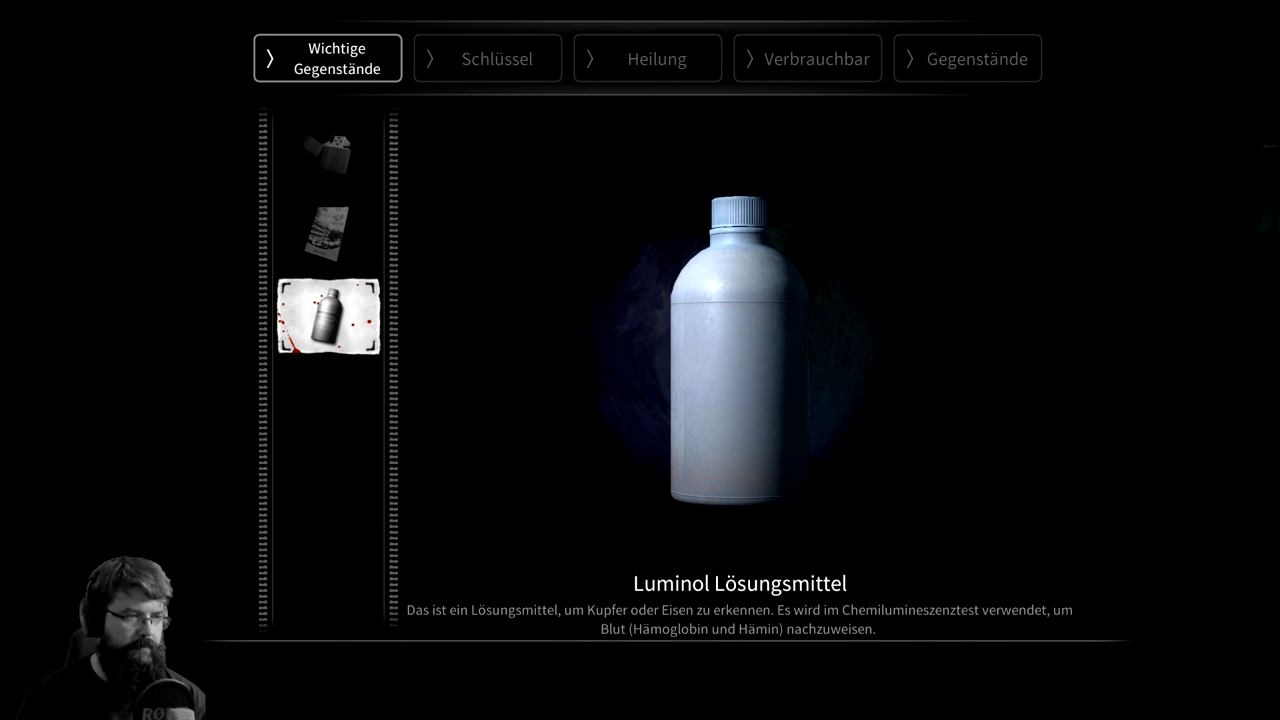 Wichtige
Gegenstände
Schlüssel
Heilung
Verbrauchbar
Gegenstände
Luminol Lösungsmittel
Das ist ein Lösungsmittel, um Kupfer oder Eisen zu erkennen. Es wird im Chemilumineszenztest verwendet, um
Blut (Hämoglobin und Hämin) nachzuweisen.